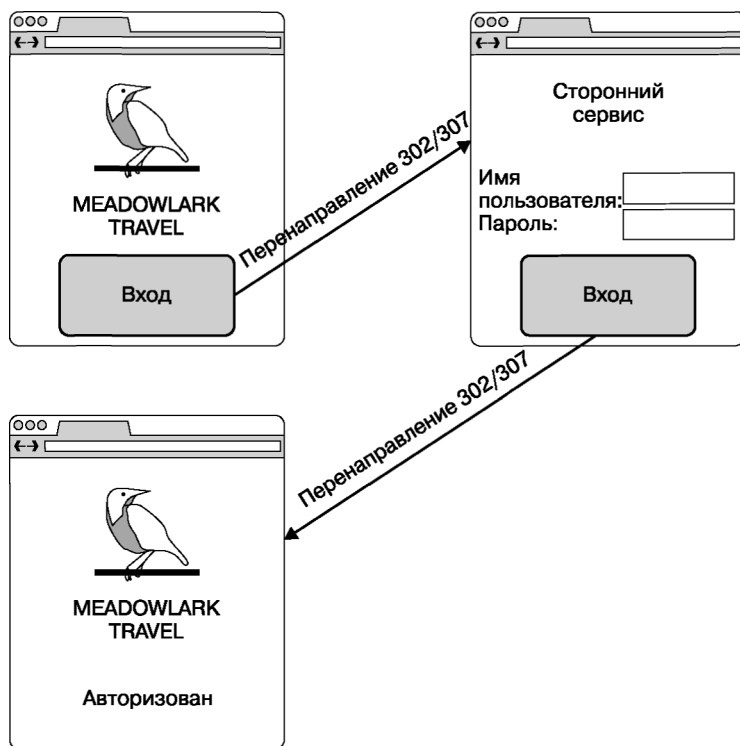 MEADOWLARK
TRAVEL
Вход
Перенаправление 302/307
Сторонний
сервис
Имя
пользователя:
Пароль:
Вход
Перенаправление 302/307
MEADOWLARK
TRAVEL
Авторизован